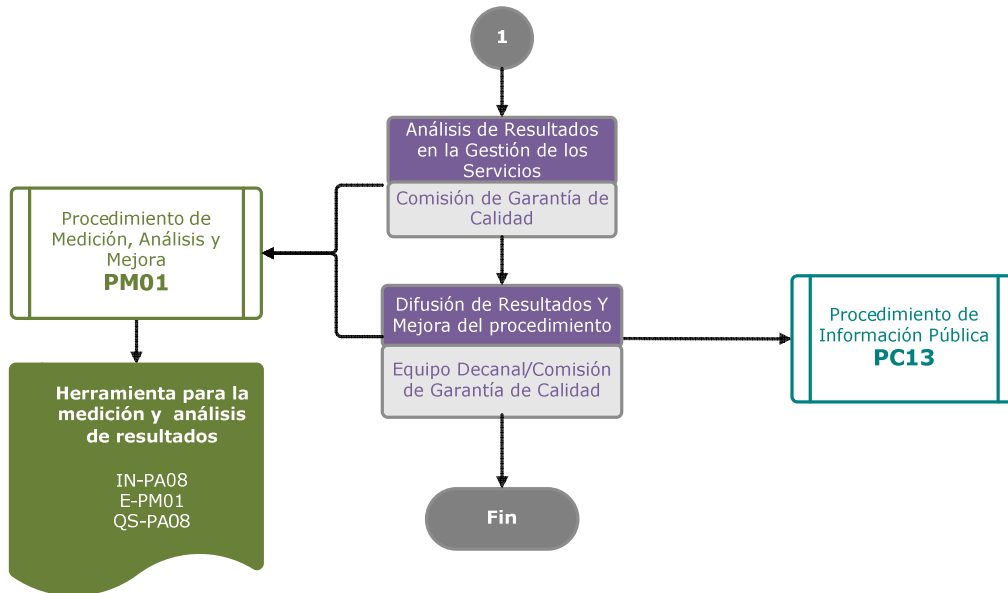 1
Análisis de Resultados
en la Gestión de los
Servicios
Comisión de Garantía de
Calidad
Procedimiento de
Medición, Análisis y
Mejora
PM01
Difusión de Resultados Y
Mejora del procedimiento
Equipo Decanal/Comisión
de Garantía de Calidad
Procedimiento de
Información Pública
PC13
Herramienta para la
medición y análisis
de resultados
IN-PA08
E-PM01
QS-PA08
Fin